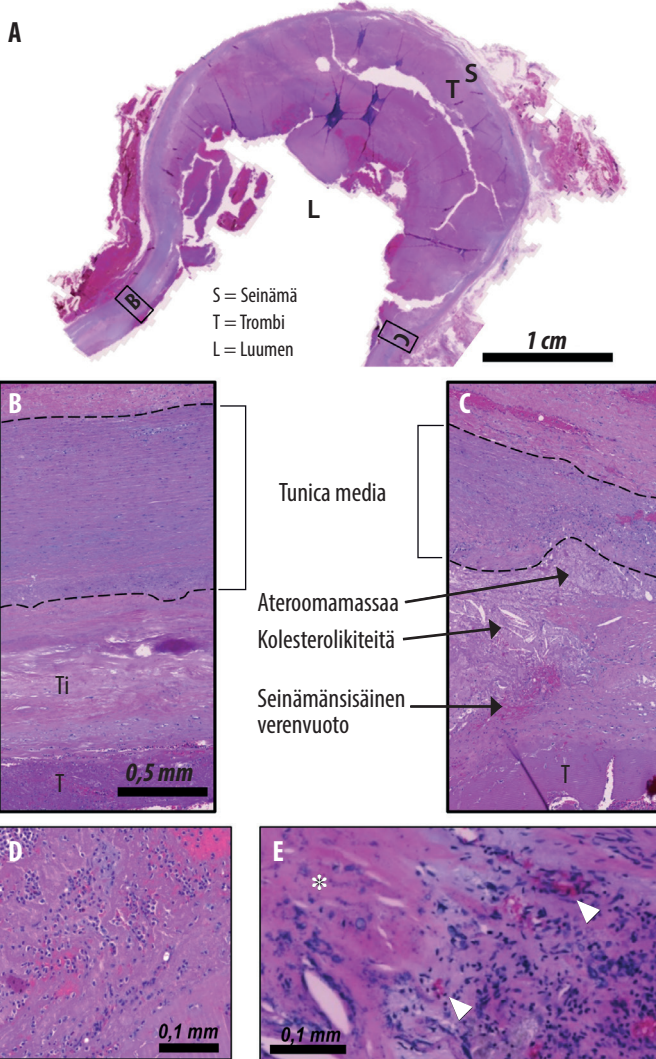 A
S
T
L
S = Seinämä
T = Trombi
L = Luumen
B
C
1 cm
B
C
Tunica media
Ateroomamassaa
Kolesterolikiteitä
Seinämänsisäinen
verenvuoto
Ti
T
0,5 mm
T
D
0,1 mm
E
*
0,1 mm